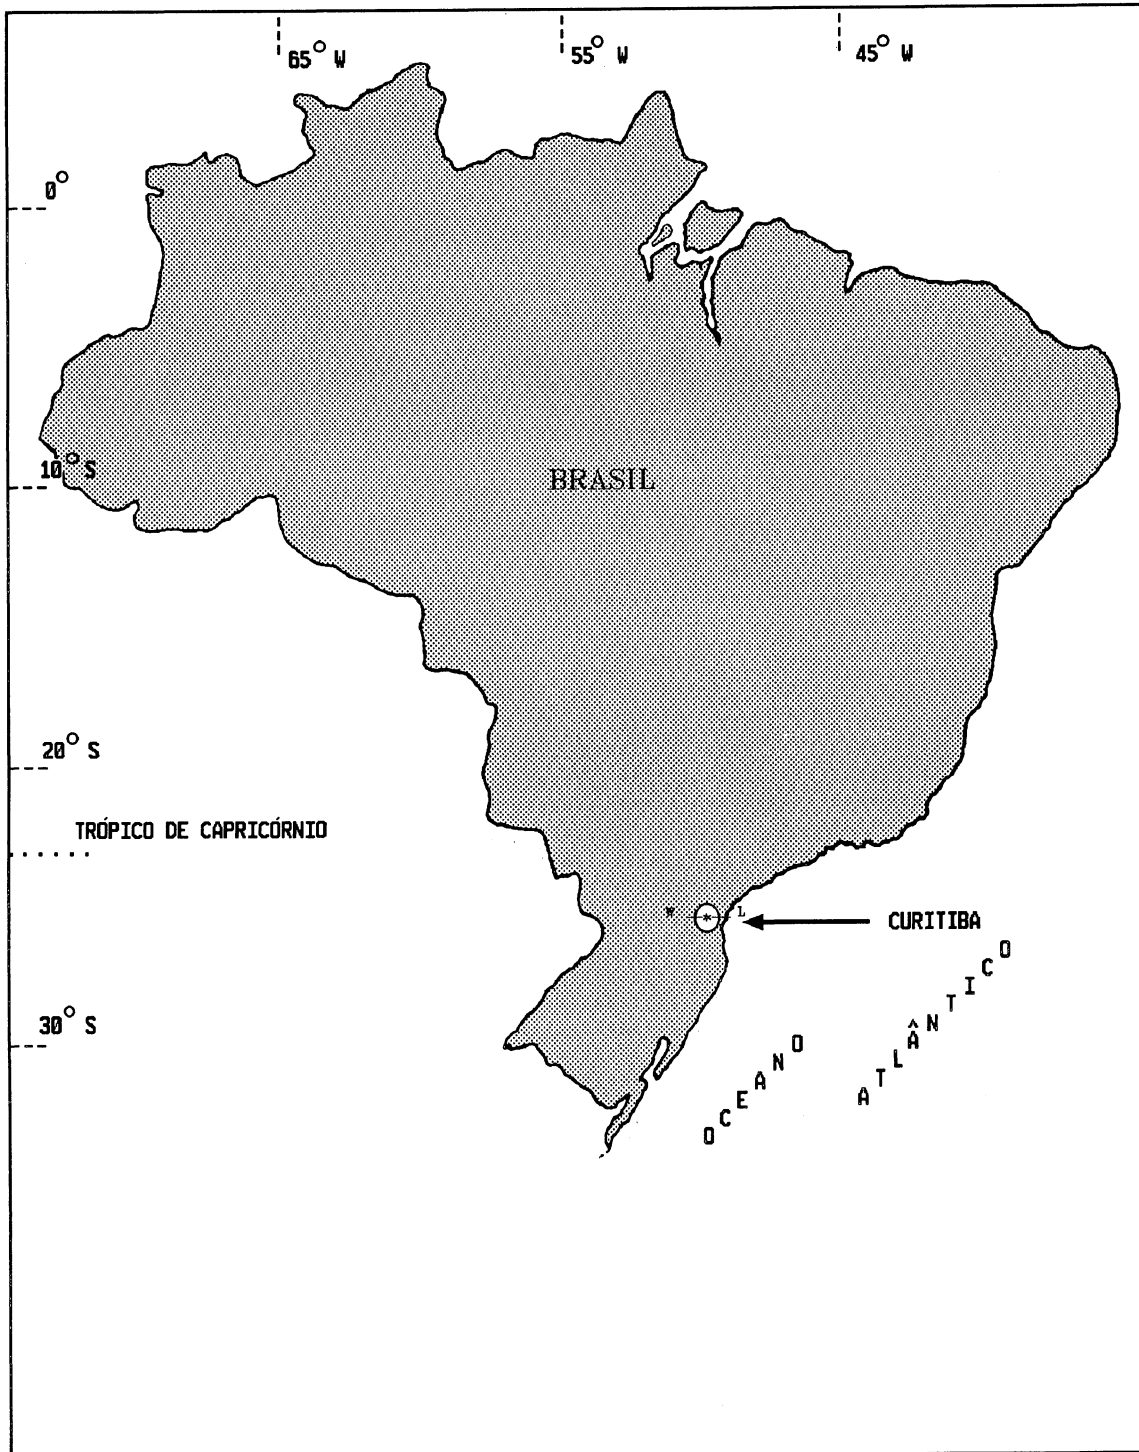 65° W
55° W
45° W
0°
10° S
BRASIL
20° S
TRÓPICO DE CAPRICÓRNIO
W
L
CURITIBA
30° S
OCEANO
ATLÂNTICO